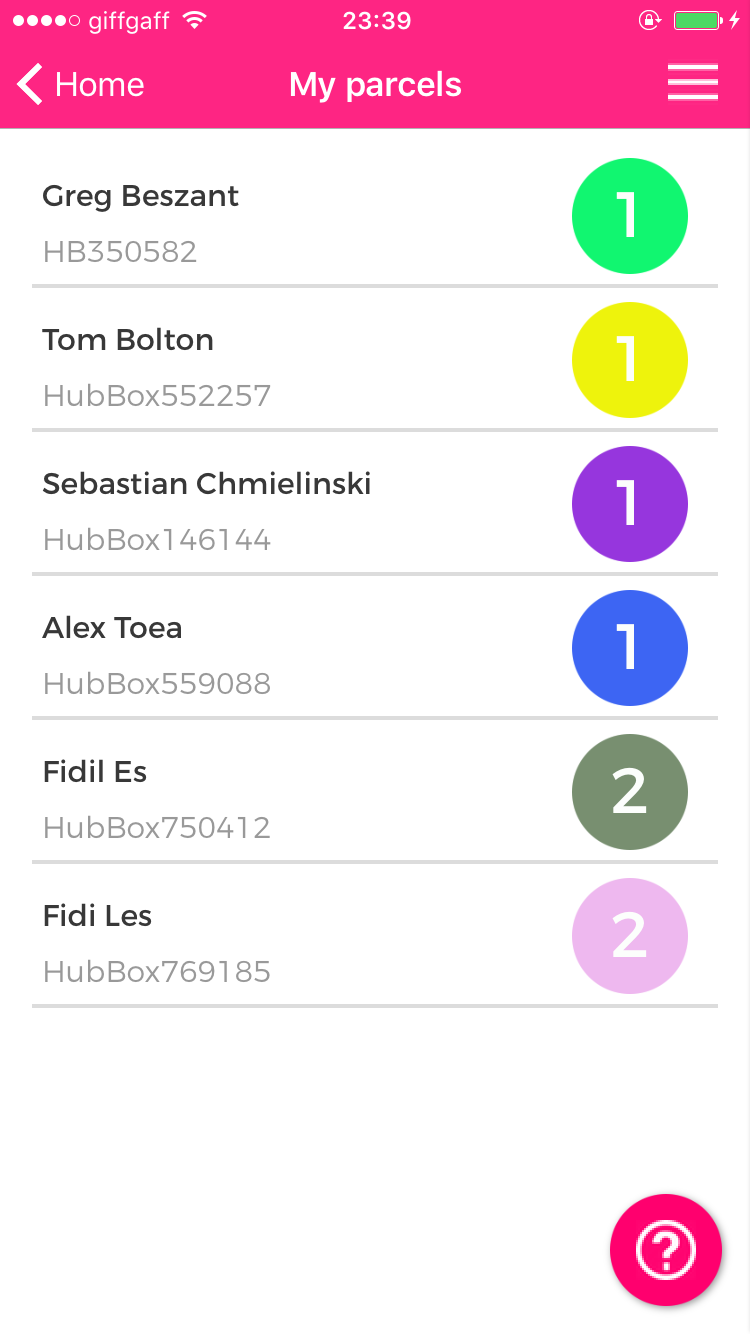 giffgaff 23:39
Home My parcels
Greg Beszant
1
HB350582
Tom Bolton
1
HubBox552257
Sebastian Chmielinski
1
HubBox146144
Alex Toea
1
HubBox559088
Fidil Es
2
HubBox750412
Fidi Les
2
HubBox769185
?